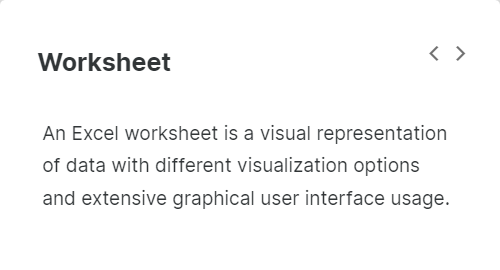 Worksheet
An Excel worksheet is a visual representation
of data with different visualization options
and extensive graphical user interface usage.